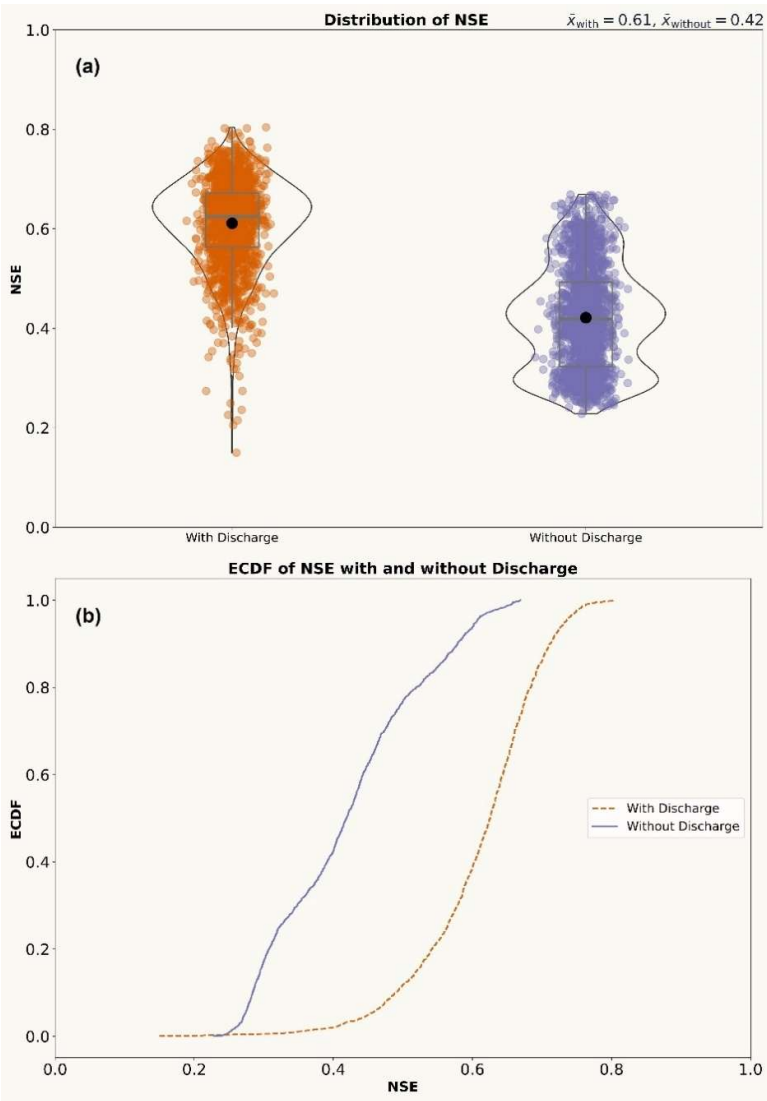 Distribution of NSE
x̄with = 0.61, x̄without = 0.42
(a)
1.0
0.8
0.6
0.4
0.2
0.0
NSE
With Discharge
Without Discharge
ECDF of NSE with and without Discharge
(b)
1.0
0.8
0.6
0.4
0.2
0.0
ECDF
With Discharge
Without Discharge
0.0
0.2
0.4
0.6
0.8
1.0
NSE